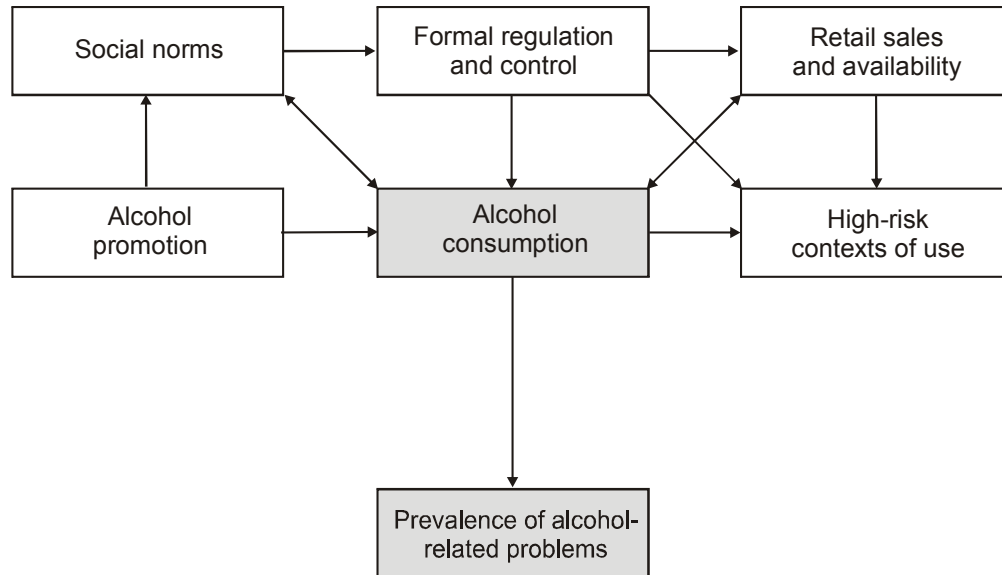 Social norms
Formal regulation
and control
Retail sales
and availability
Alcohol
promotion
Alcohol
consumption
High-risk
contexts of use
Prevalence of alcohol-
related problems